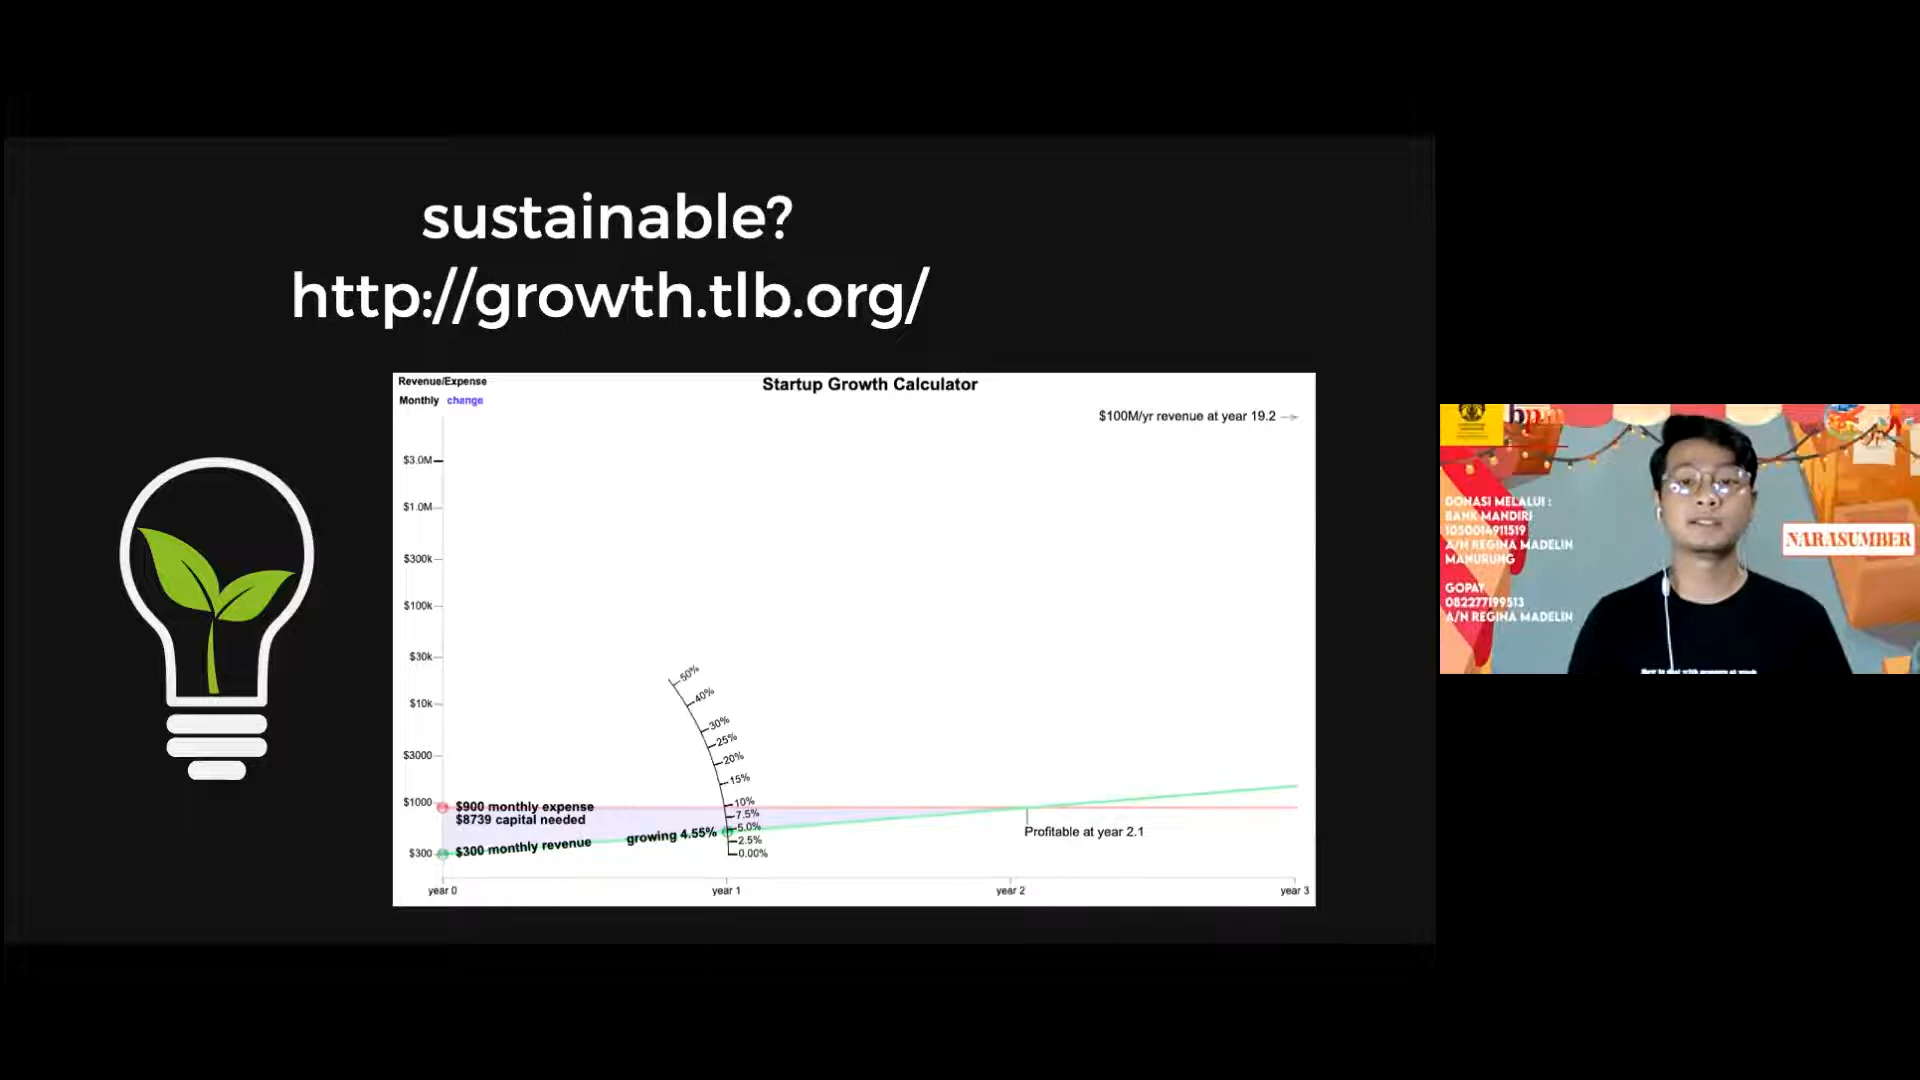 sustainable?
http://growth.tlb.org/
Revenue/Expense
Monthly change
Startup Growth Calculator
$100M/yr revenue at year 19.2
$3.0M
$1.0M
$300k
$100k
$30k
$10k
$3000
$1000
$300
50%
40%
30%
25%
20%
15%
10%
7.5%
5.0%
2.5%
0.00%
$900 monthly expense
$8739 capital needed
growing 4.55%
$300 monthly revenue
Profitable at year 2.1
year 0
year 1
year 2
year 3
DONASI MELALUI :
BANK MANDIRI
1050014911519
A/N REGINA MADELIN
MANURUNG
GOPAY
082277199513
A/N REGINA MADELIN
NARASUMBER